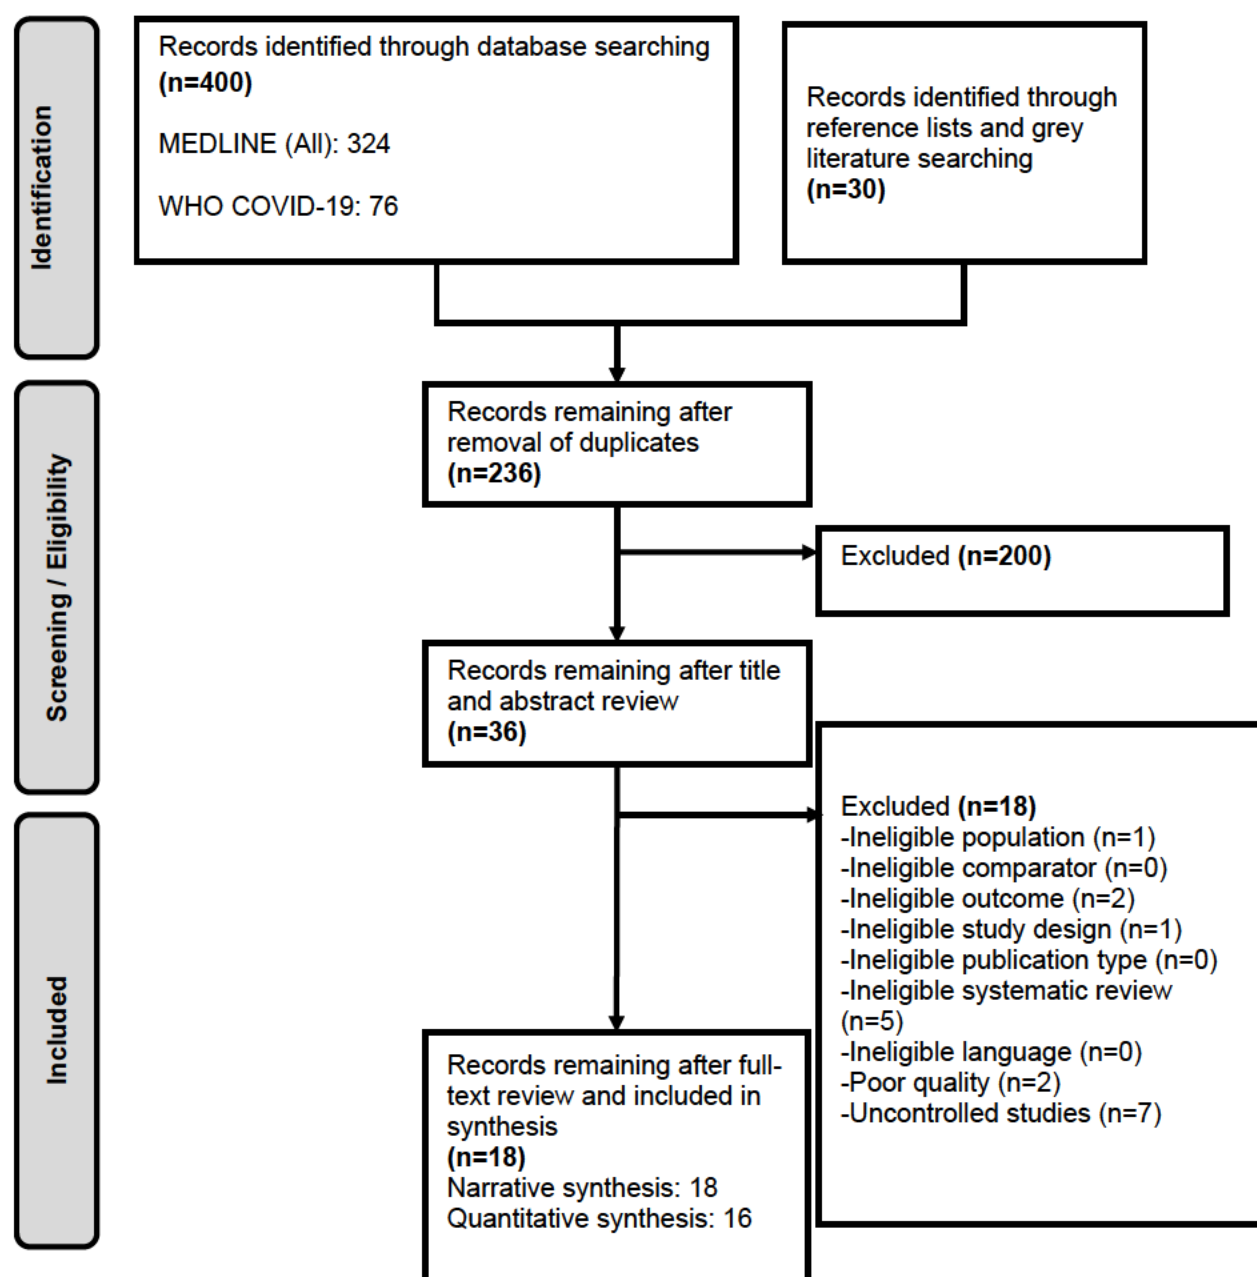 Identification
Records identified through database searching
(n=400)
MEDLINE (All): 324
WHO COVID-19: 76
Records identified through
reference lists and grey
literature searching
(n=30)
Screening / Eligibility
Records remaining after
removal of duplicates
(n=236)
Excluded (n=200)
Records remaining after title
and abstract review
(n=36)
Excluded (n=18)
-Ineligible population (n=1)
-Ineligible comparator (n=0)
-Ineligible outcome (n=2)
-Ineligible study design (n=1)
-Ineligible publication type (n=0)
-Ineligible systematic review
(n=5)
-Ineligible language (n=0)
-Poor quality (n=2)
-Uncontrolled studies (n=7)
Included
Records remaining after full-
text review and included in
synthesis
(n=18)
Narrative synthesis: 18
Quantitative synthesis: 16